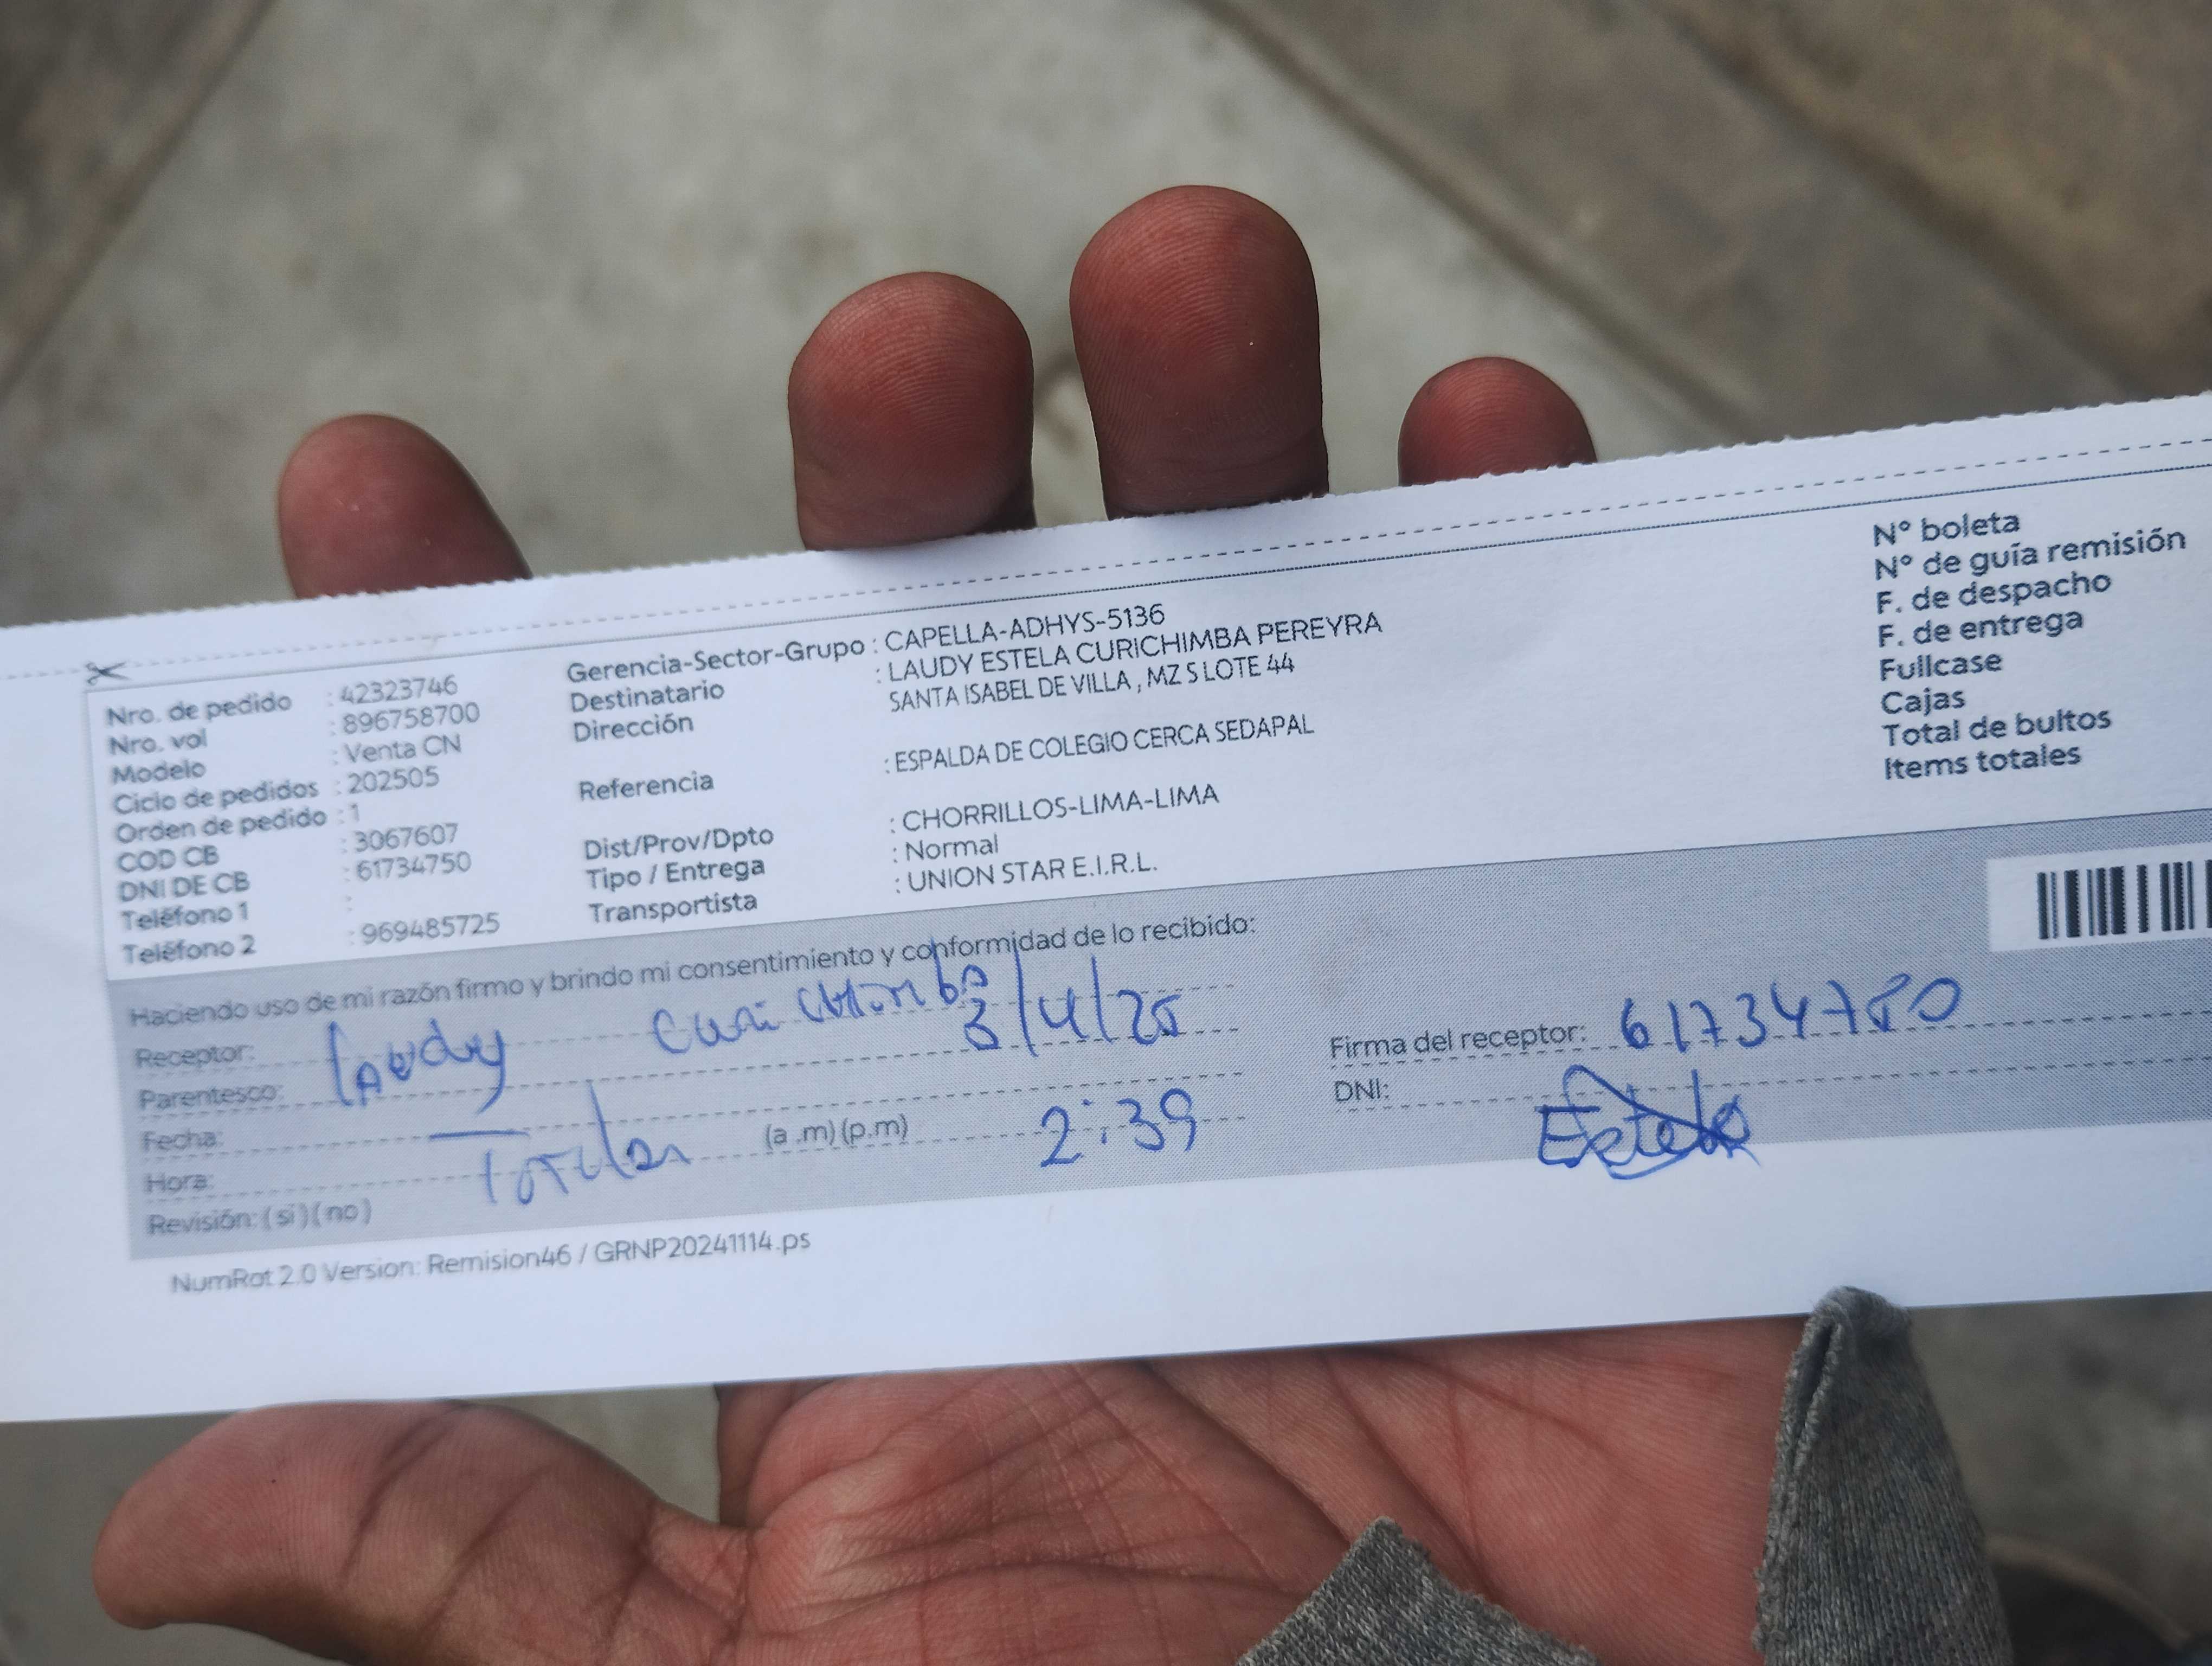 Nro. de pedido : 42323746
Nro. vol : 896758700
Modelo : Venta CN
Ciclo de pedidos : 202505
Orden de pedido : 1
COD CB : 3067607
DNI DE CB : 61734750
Teléfono 1 :
Teléfono 2 : 969485725
Gerencia-Sector-Grupo : CAPELLA-ADHYS-5136
Destinatario : LAUDY ESTELA CURICHIMBA PEREYRA
Dirección SANTA ISABEL DE VILLA , MZ S LOTE 44
Referencia : ESPALDA DE COLEGIO CERCA SEDAPAL
Dist/Prov/Dpto : CHORRILLOS-LIMA-LIMA
Tipo / Entrega : Normal
Transportista : UNION STAR E.I.R.L.
N° boleta
N° de guía remisión
F. de despacho
F. de entrega
Fullcase
Cajas
Total de bultos
Items totales
Haciendo uso de mi razón firmo y brindo mi consentimiento y conformidad de lo recibido:
Receptor: Laudy Curichimba
Parentesco:
Fecha: 3/4/25
Hora: (a .m) (p.m) 2:39
Revisión: ( si ) ( no )
Firma del receptor: 61734750
DNI: Estela
NumRot 2.0 Version: Remision46 / GRNP20241114.ps